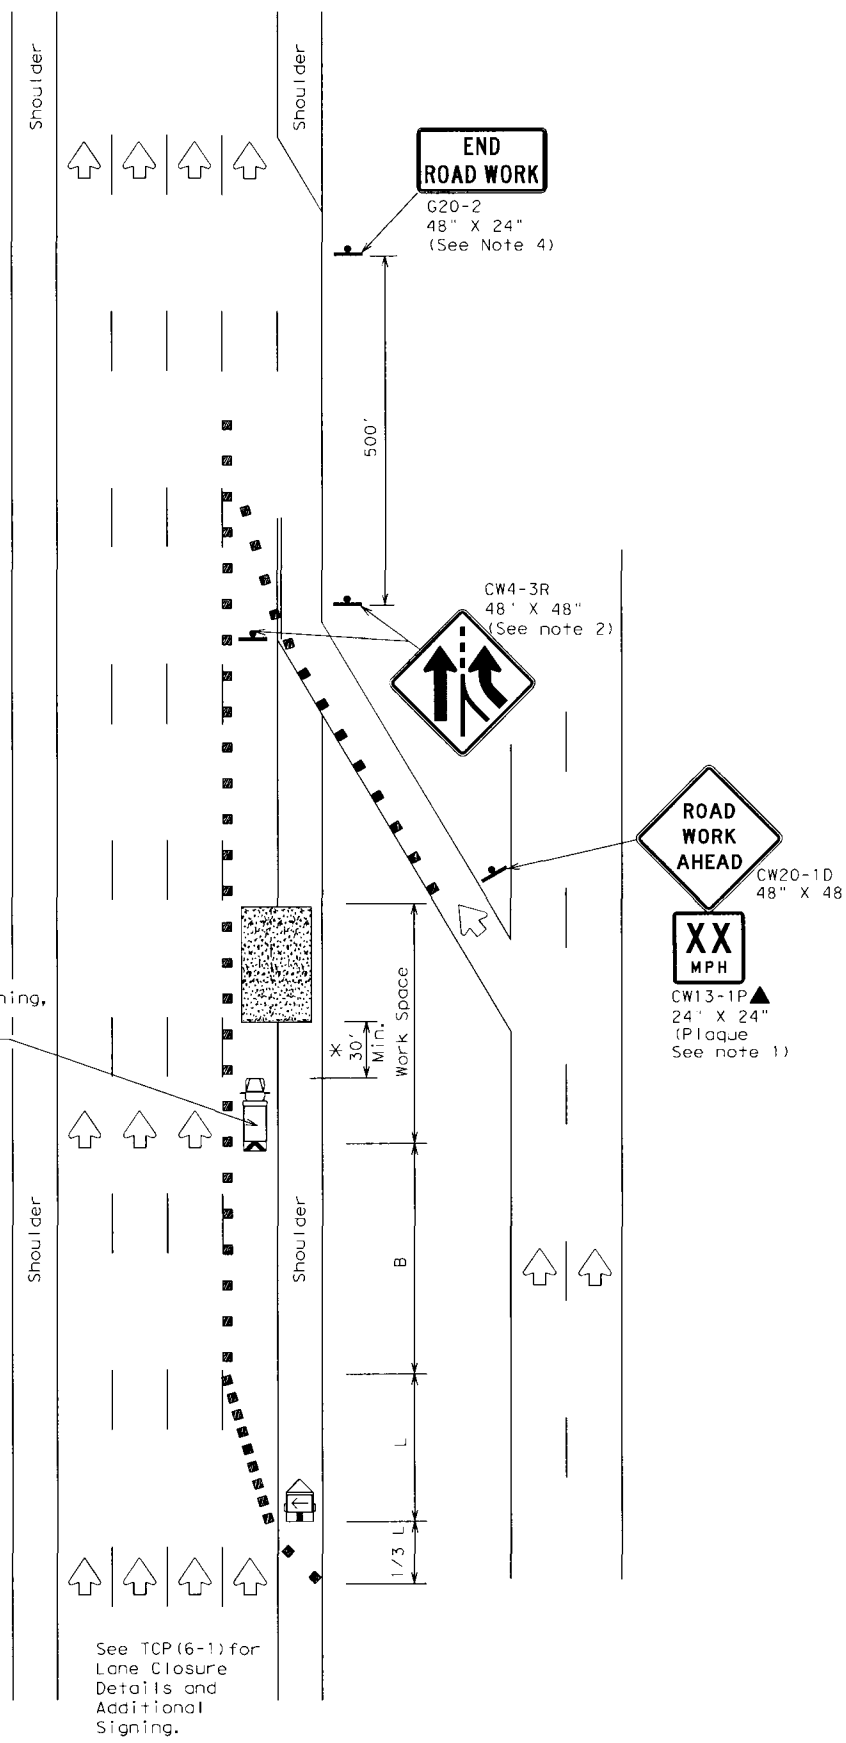 Shoulder
Shoulder
END
ROAD WORK
G20-2
48" X 24"
(See Note 4)
500'
CW4-3R
48' X 48"
(See note 2)
ROAD
WORK
AHEAD
CW20-1D
48" X 48
XX
MPH
CW13-1P
24" X 24"
(Plaque
See note 1)
ning,
* 30'
Min.
Work Space
Shoulder
Shoulder
B
L
1/3 L
See TCP(6-1)for
Lane Closure
Details and
Additional
Signing.